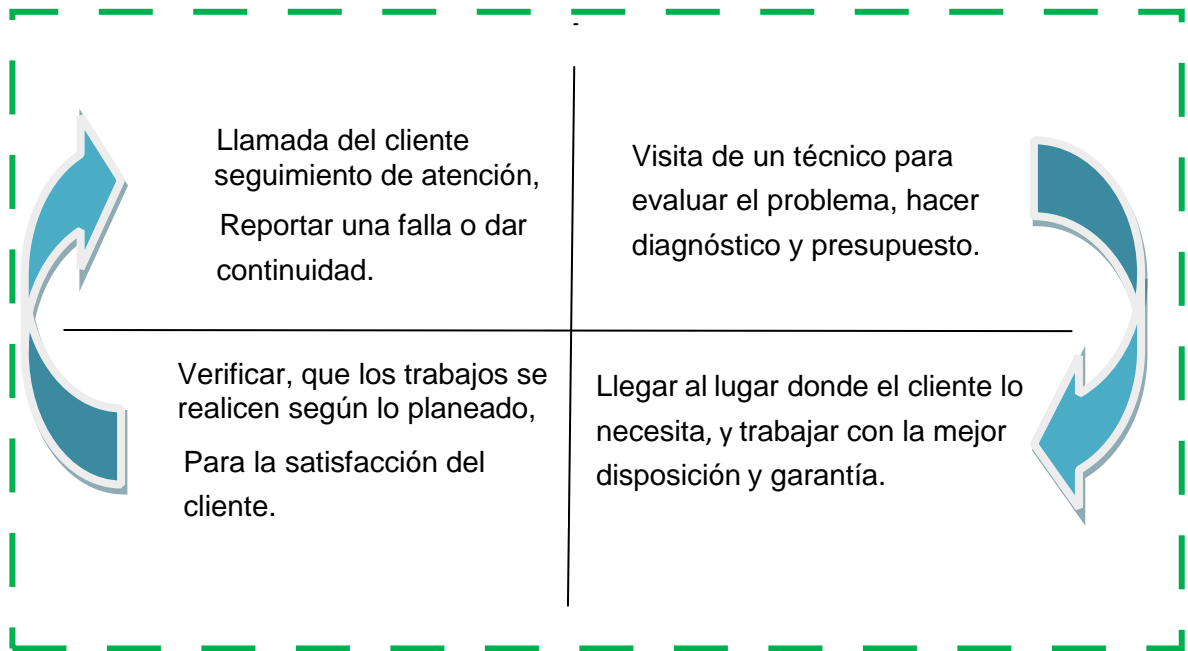 -
Llamada del cliente
seguimiento de atención,
Reportar una falla o dar
continuidad.
Visita de un técnico para
evaluar el problema, hacer
diagnóstico y presupuesto.
Verificar, que los trabajos se
realicen según lo planeado,
Para la satisfacción del
cliente.
Llegar al lugar donde el cliente lo
necesita, y trabajar con la mejor
disposición y garantía.